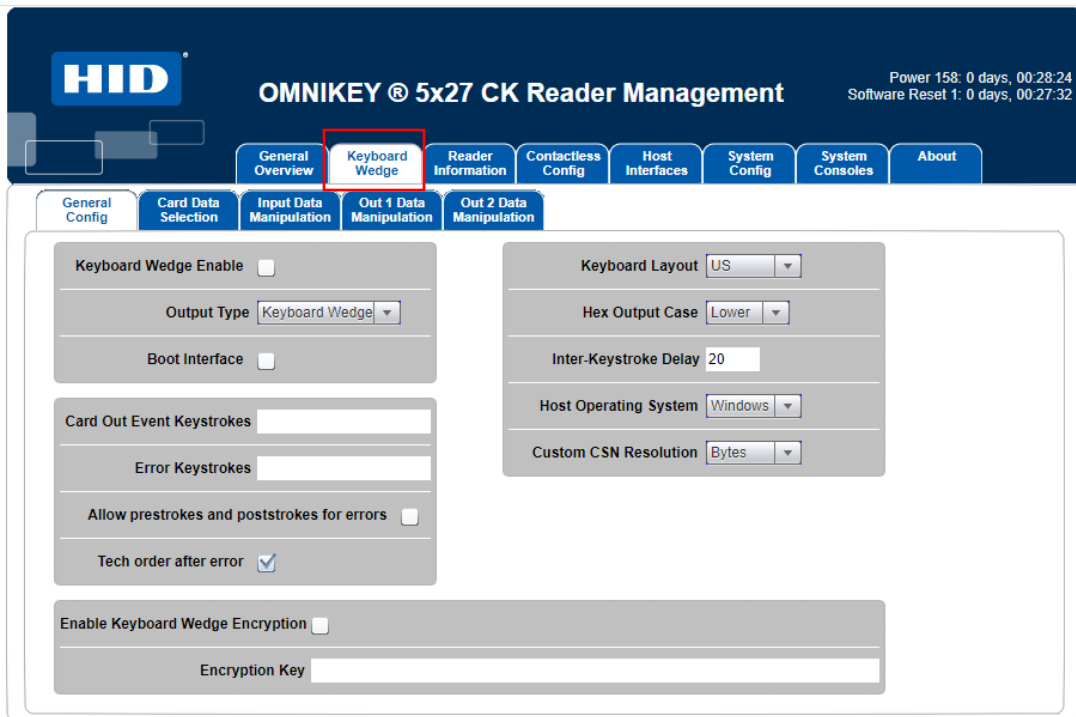 HID
OMNIKEY ® 5x27 CK Reader Management
Power 158: 0 days, 00:28:24
Software Reset 1: 0 days, 00:27:32
General Overview
Keyboard Wedge
Reader Information
Contactless Config
Host Interfaces
System Config
System Consoles
About
General Config
Card Data Selection
Input Data Manipulation
Out 1 Data Manipulation
Out 2 Data Manipulation
Keyboard Wedge Enable
Output Type Keyboard Wedge
Boot Interface
Card Out Event Keystrokes
Error Keystrokes
Allow prestrokes and poststrokes for errors
Tech order after error
Keyboard Layout US
Hex Output Case Lower
Inter-Keystroke Delay 20
Host Operating System Windows
Custom CSN Resolution Bytes
Enable Keyboard Wedge Encryption
Encryption Key